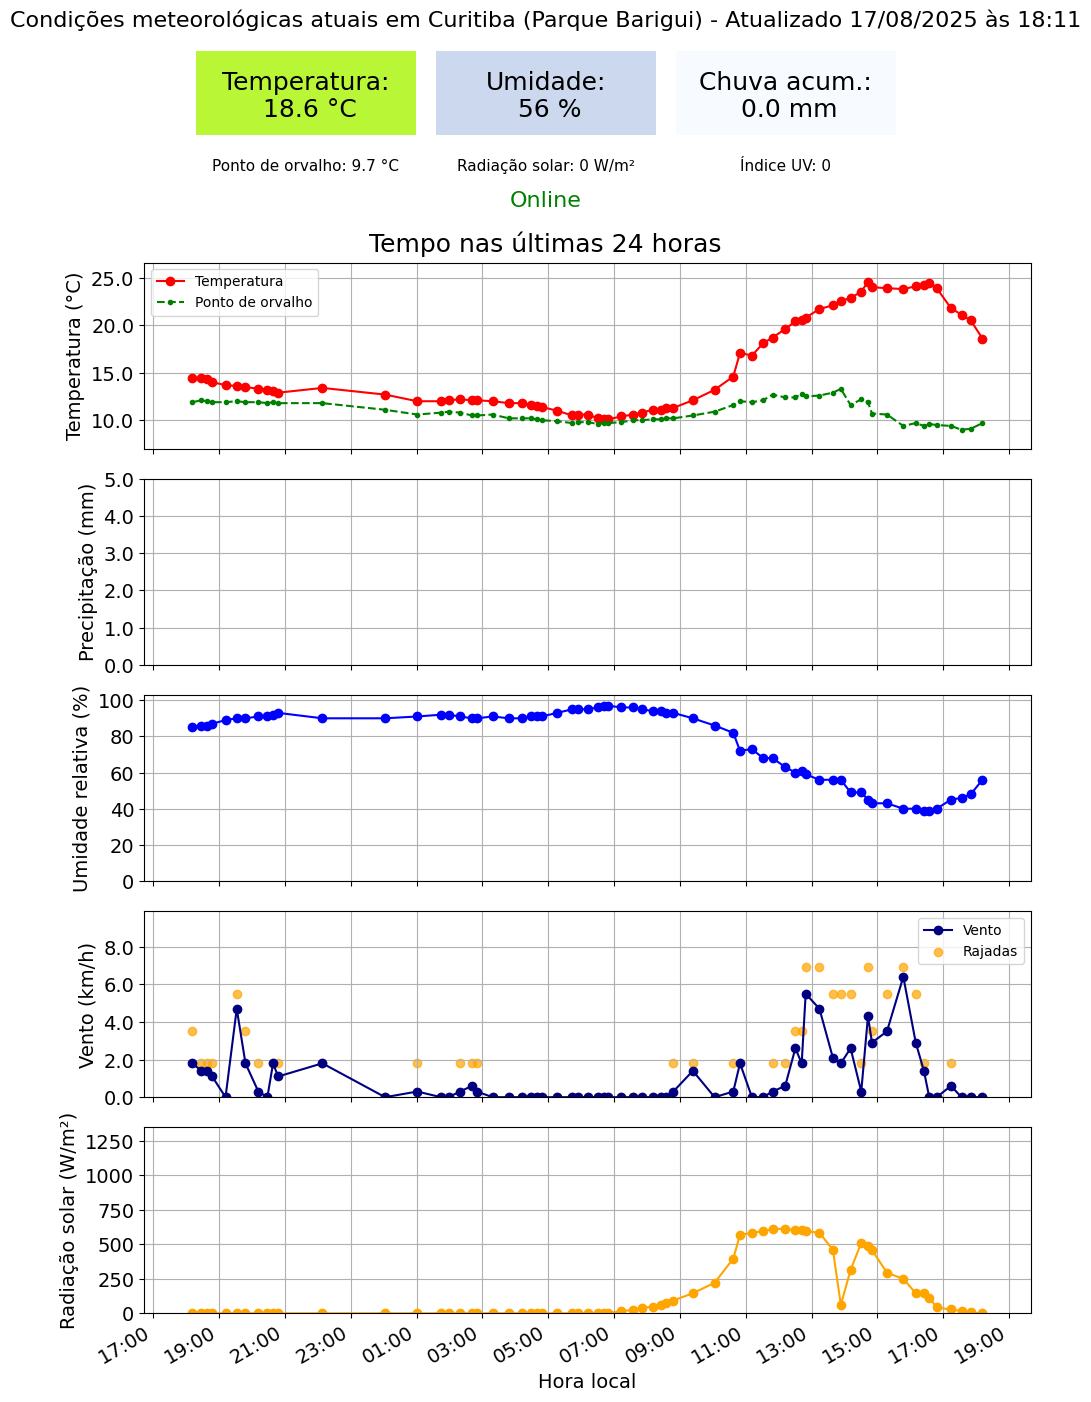 Condições meteorológicas atuais em Curitiba (Parque Barigui) - Atualizado 17/08/2025 às 18:11
Temperatura:
18.6 °C
Umidade:
56 %
Chuva acum.:
0.0 mm
Ponto de orvalho: 9.7 °C
Radiação solar: 0 W/m²
Índice UV: 0
Online
Tempo nas últimas 24 horas
Temperatura (°C)
25.0
20.0
15.0
10.0
Temperatura
Ponto de orvalho
Precipitação (mm)
5.0
4.0
3.0
2.0
1.0
0.0
Umidade relativa (%)
100
80
60
40
20
0
Vento (km/h)
8.0
6.0
4.0
2.0
0.0
Vento
Rajadas
Radiação solar (W/m²)
1250
1000
750
500
250
0
17:00
19:00
21:00
23:00
01:00
03:00
05:00
07:00
09:00
11:00
13:00
15:00
17:00
19:00
Hora local